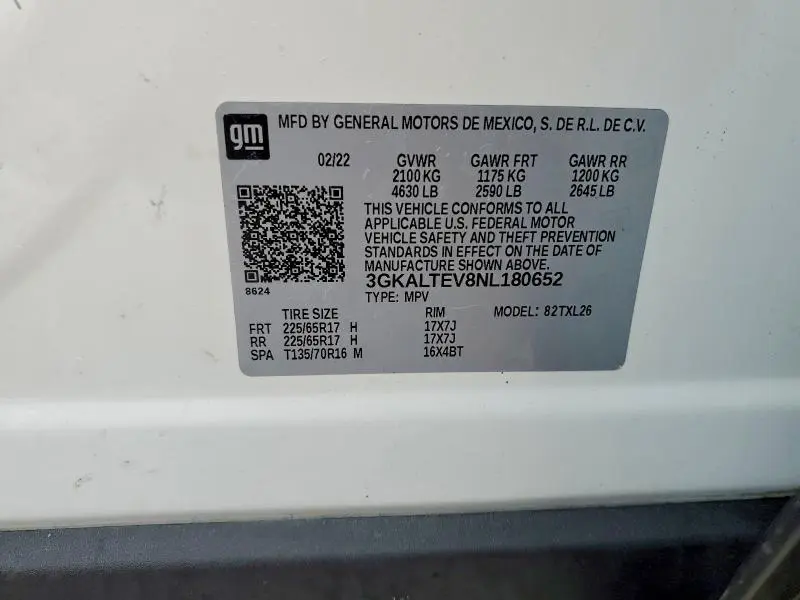 gm
MFD BY GENERAL MOTORS DE MEXICO, S. DE R.L. DE C.V.
02/22 GVWR GAWR FRT GAWR RR
2100 KG 1175 KG 1200 KG
4630 LB 2590 LB 2645 LB
THIS VEHICLE CONFORMS TO ALL
APPLICABLE U.S. FEDERAL MOTOR
VEHICLE SAFETY AND THEFT PREVENTION
STANDARDS IN EFFECT ON THE DATE OF
MANUFACTURE SHOWN ABOVE.
3GKALTEV8NL180652
8624
TYPE: MPV
TIRE SIZE RIM MODEL: 82TXL26
FRT 225/65R17 H 17X7J
RR 225/65R17 H 17X7J
SPA T135/70R16 M 16X4BT